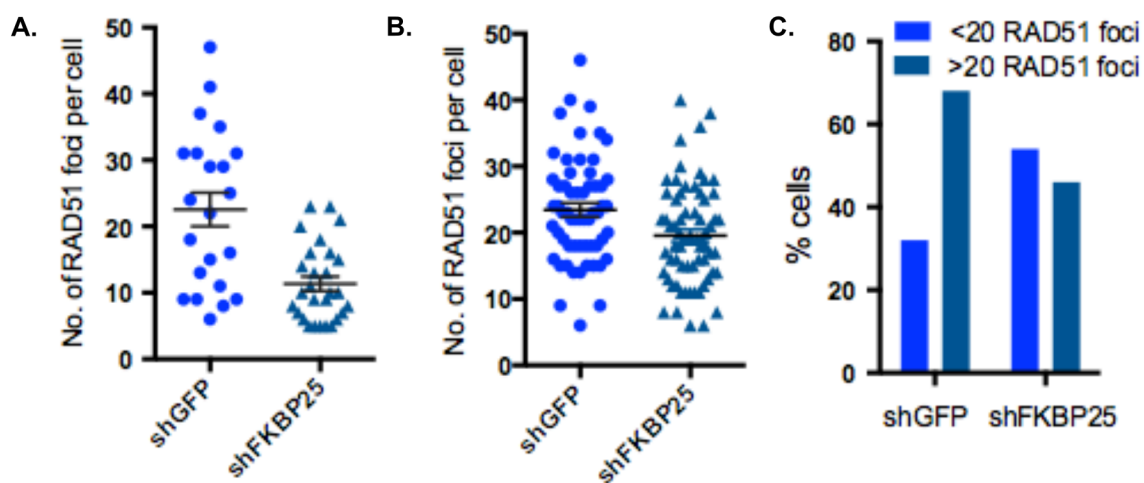 A.
No. of RAD51 foci per cell
50
40
30
20
10
0
shGFP
shFKBP25
B.
No. of RAD51 foci per cell
50
40
30
20
10
0
shGFP
shFKBP25
C.
<20 RAD51 foci
>20 RAD51 foci
% cells
80
60
40
20
0
shGFP
shFKBP25